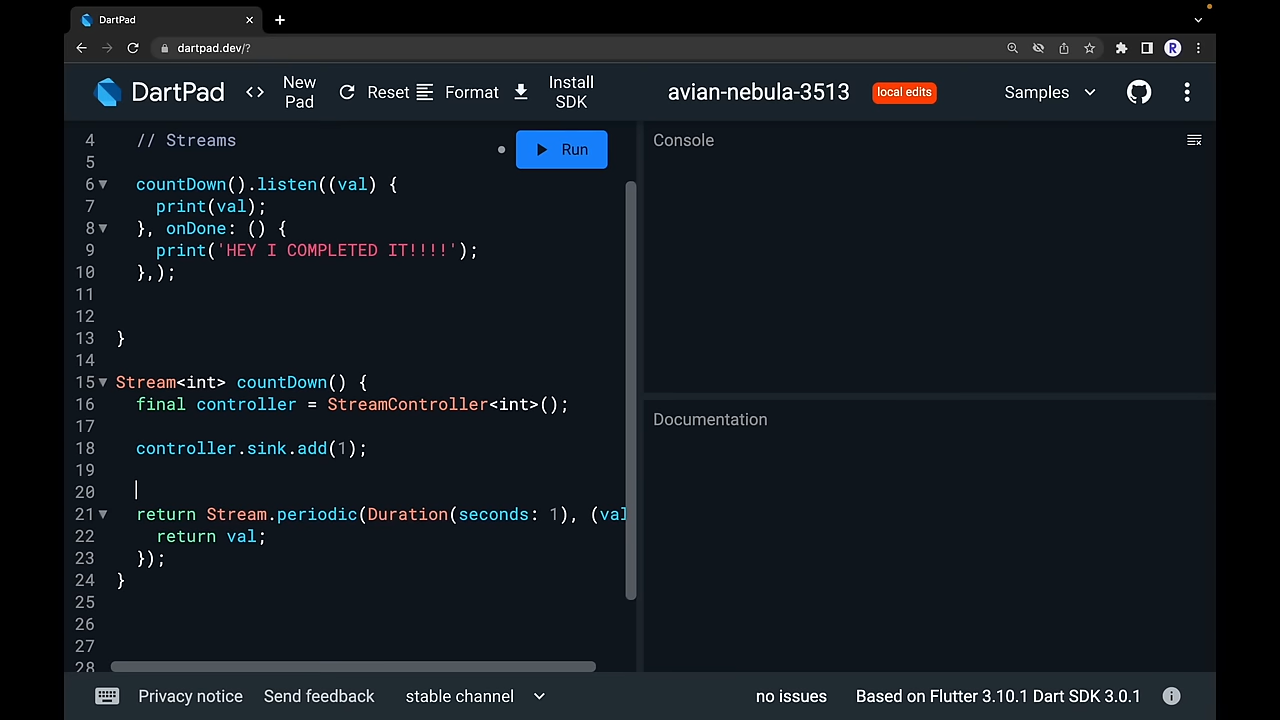 DartPad
dartpad.dev/?
R
DartPad
<> New Pad
Reset
Format
Install SDK
avian-nebula-3513
local edits
Samples
Run
4 // Streams
5
6 countDown().listen((val) {
7 print(val);
8 }, onDone: () {
9 print('HEY I COMPLETED IT!!!!');
10 },);
11
12
13 }
14
15 Stream<int> countDown() {
16 final controller = StreamController<int>();
17
18 controller.sink.add(1);
19
20
21 return Stream.periodic(Duration(seconds: 1), (val
22 return val;
23 });
24 }
25
26
27
28
Console
Documentation
Privacy notice
Send feedback
stable channel
no issues
Based on Flutter 3.10.1 Dart SDK 3.0.1